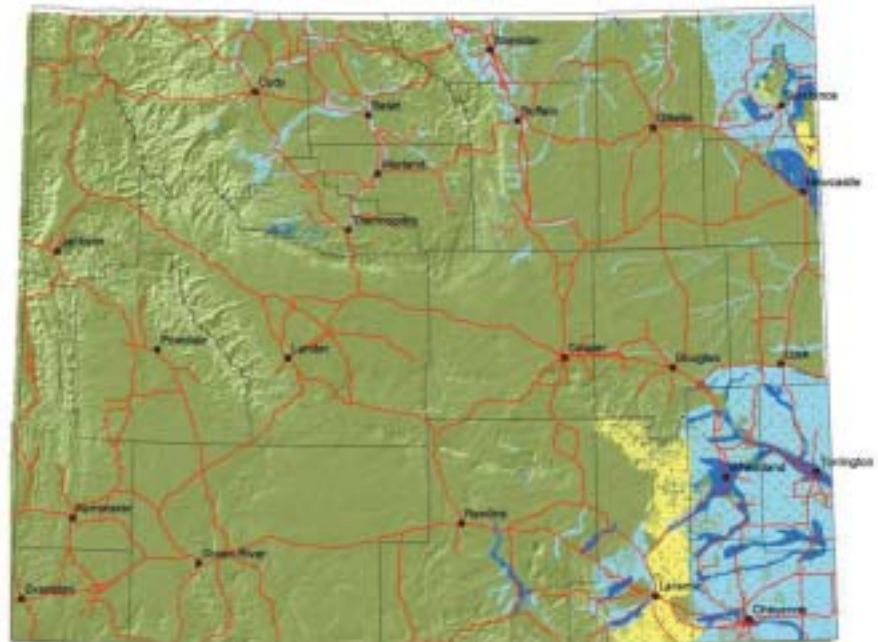 Sheridan
Cody
Basin
Buffalo
Gillette
Sundance
Worland
Newcastle
Thermopolis
Jackson
Pinedale
Lander
Casper
Douglas
Lusk
Wheatland
Torrington
Kemmerer
Rawlins
Green River
Evanston
Laramie
Cheyenne